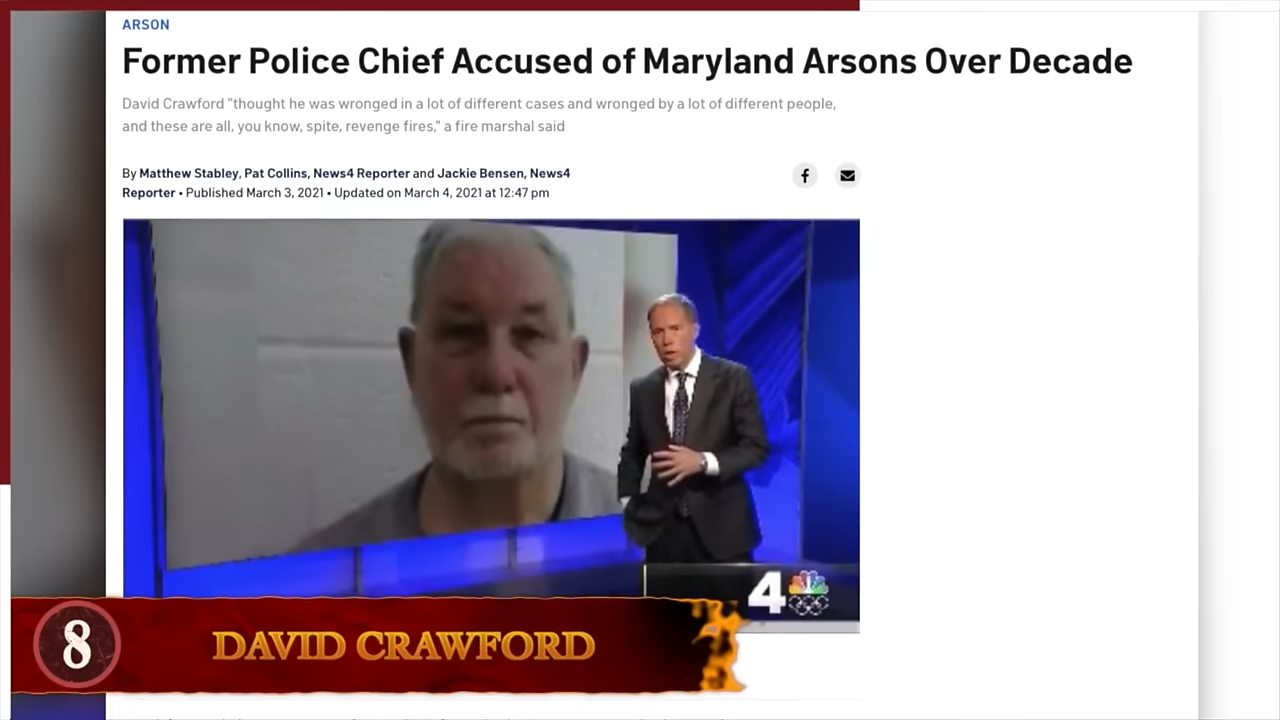 ARSON
Former Police Chief Accused of Maryland Arsons Over Decade
David Crawford "thought he was wronged in a lot of different cases and wronged by a lot of different people,
and these are all, you know, spite, revenge fires," a fire marshal said
By Matthew Stabley, Pat Collins, News4 Reporter and Jackie Bensen, News4
Reporter • Published March 3, 2021 • Updated on March 4, 2021 at 12:47 pm
4
8
DAVID CRAWFORD